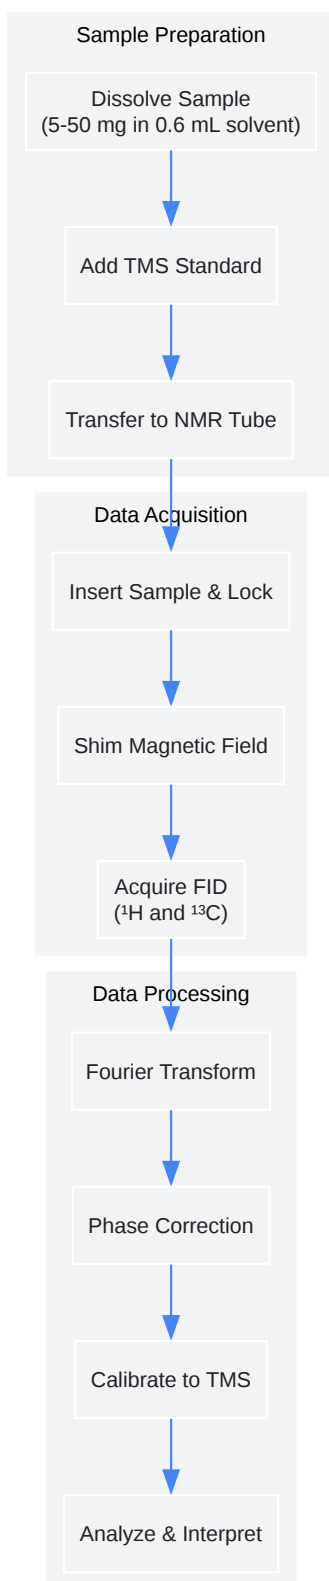 Sample Preparation
Dissolve Sample
(5-50 mg in 0.6 mL solvent)
Add TMS Standard
Transfer to NMR Tube
Data Acquisition
Insert Sample & Lock
Shim Magnetic Field
Acquire FID
(¹H and ¹³C)
Data Processing
Fourier Transform
Phase Correction
Calibrate to TMS
Analyze & Interpret